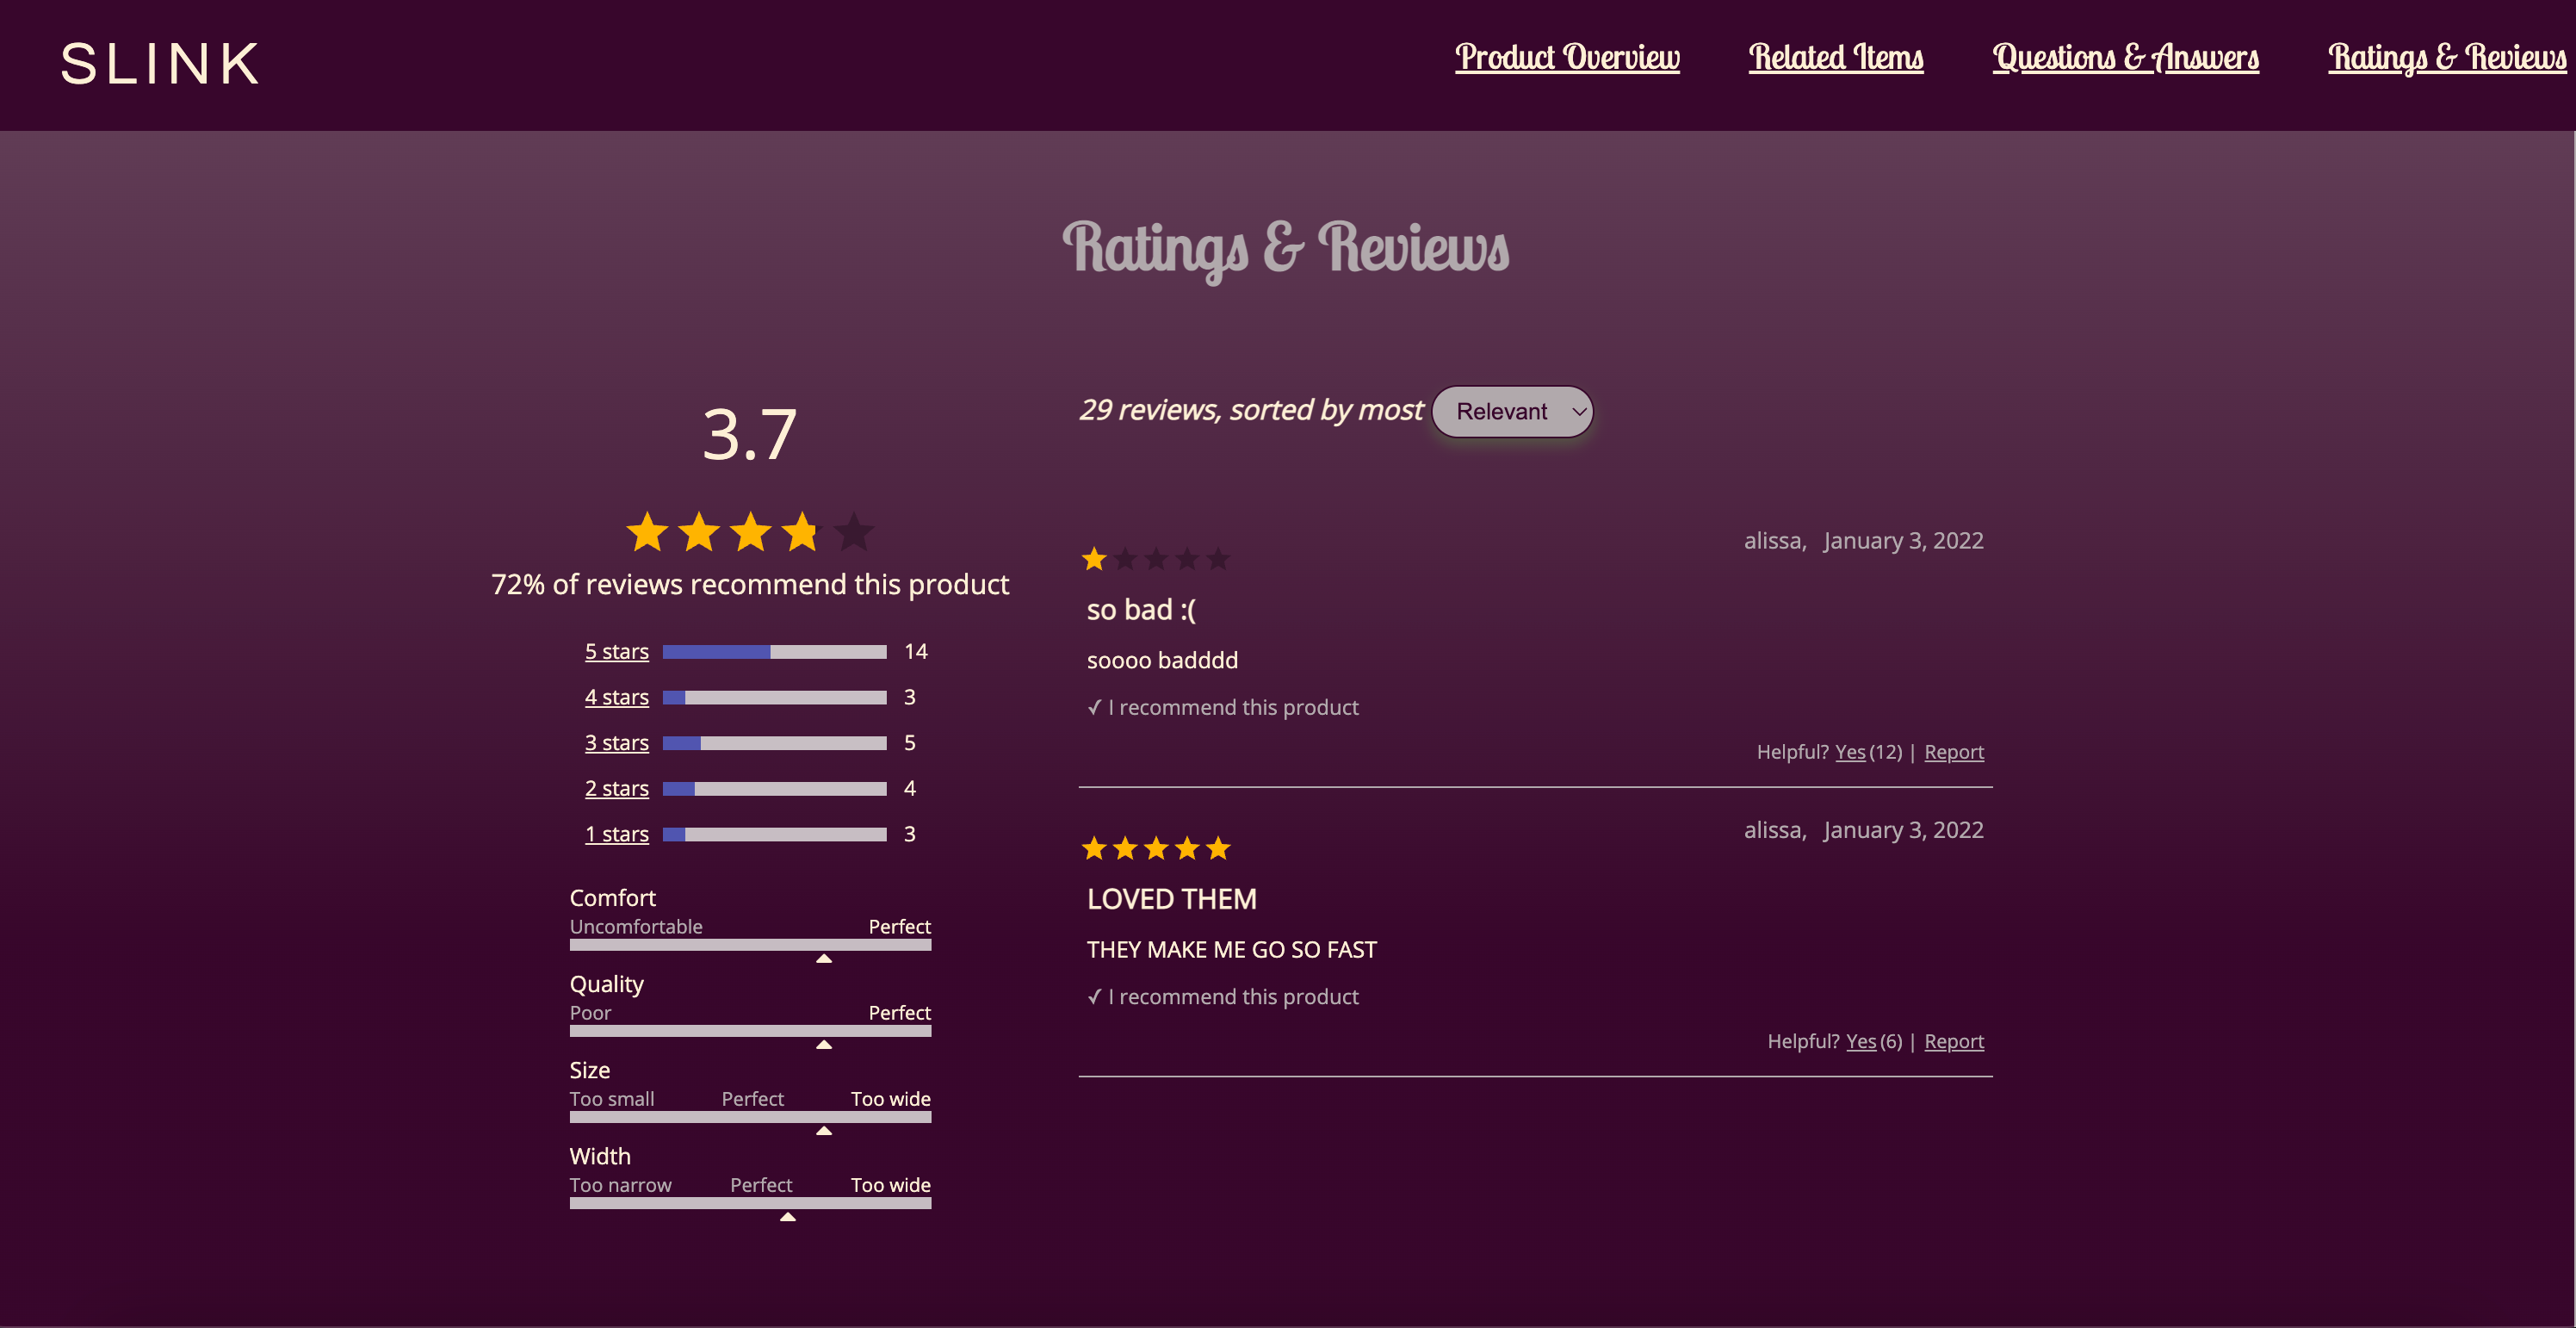 SLINK
Product Overview
Related Items
Questions & Answers
Ratings & Reviews
Ratings & Reviews
3.7
72% of reviews recommend this product
5 stars 14
4 stars 3
3 stars 5
2 stars 4
1 stars 3
Comfort
Uncomfortable Perfect
Quality
Poor Perfect
Size
Too small Perfect Too wide
Width
Too narrow Perfect Too wide
29 reviews, sorted by most Relevant
alissa, January 3, 2022
so bad :(
soooo badddd
✓ I recommend this product
Helpful? Yes (12) | Report
alissa, January 3, 2022
LOVED THEM
THEY MAKE ME GO SO FAST
✓ I recommend this product
Helpful? Yes (6) | Report